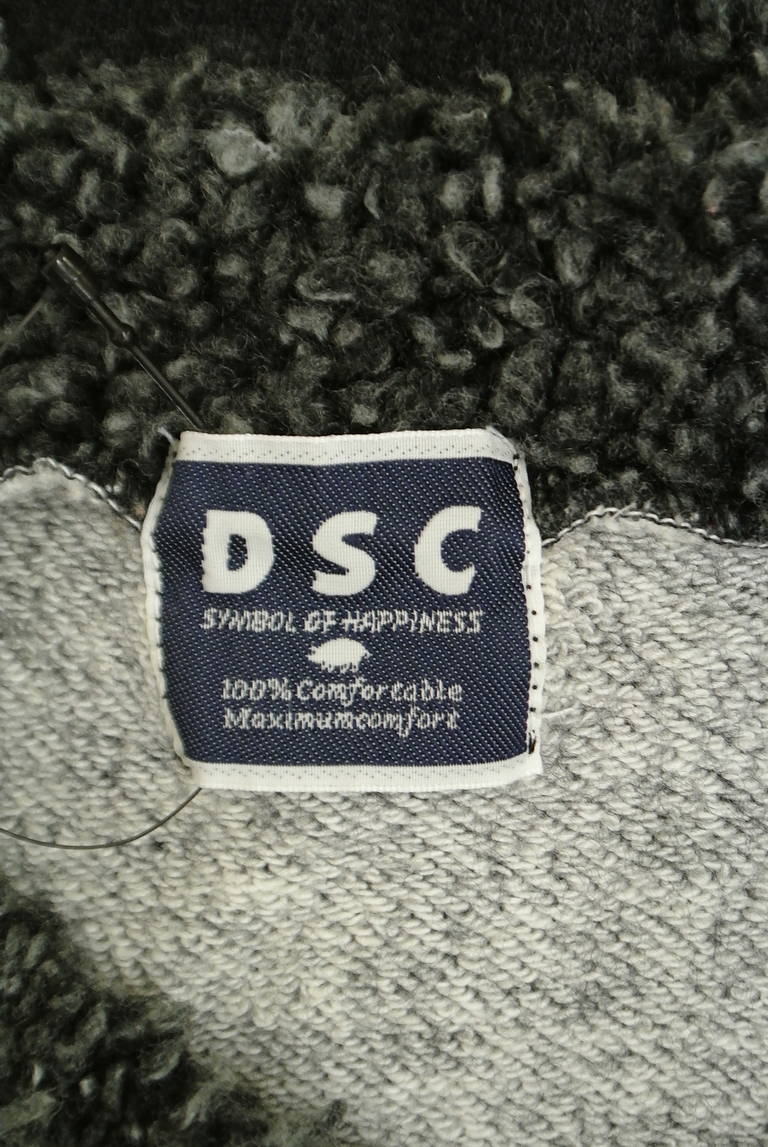 DSC
SYMBOL OF HAPPINESS
100% Comfortable
Maximumcomfort